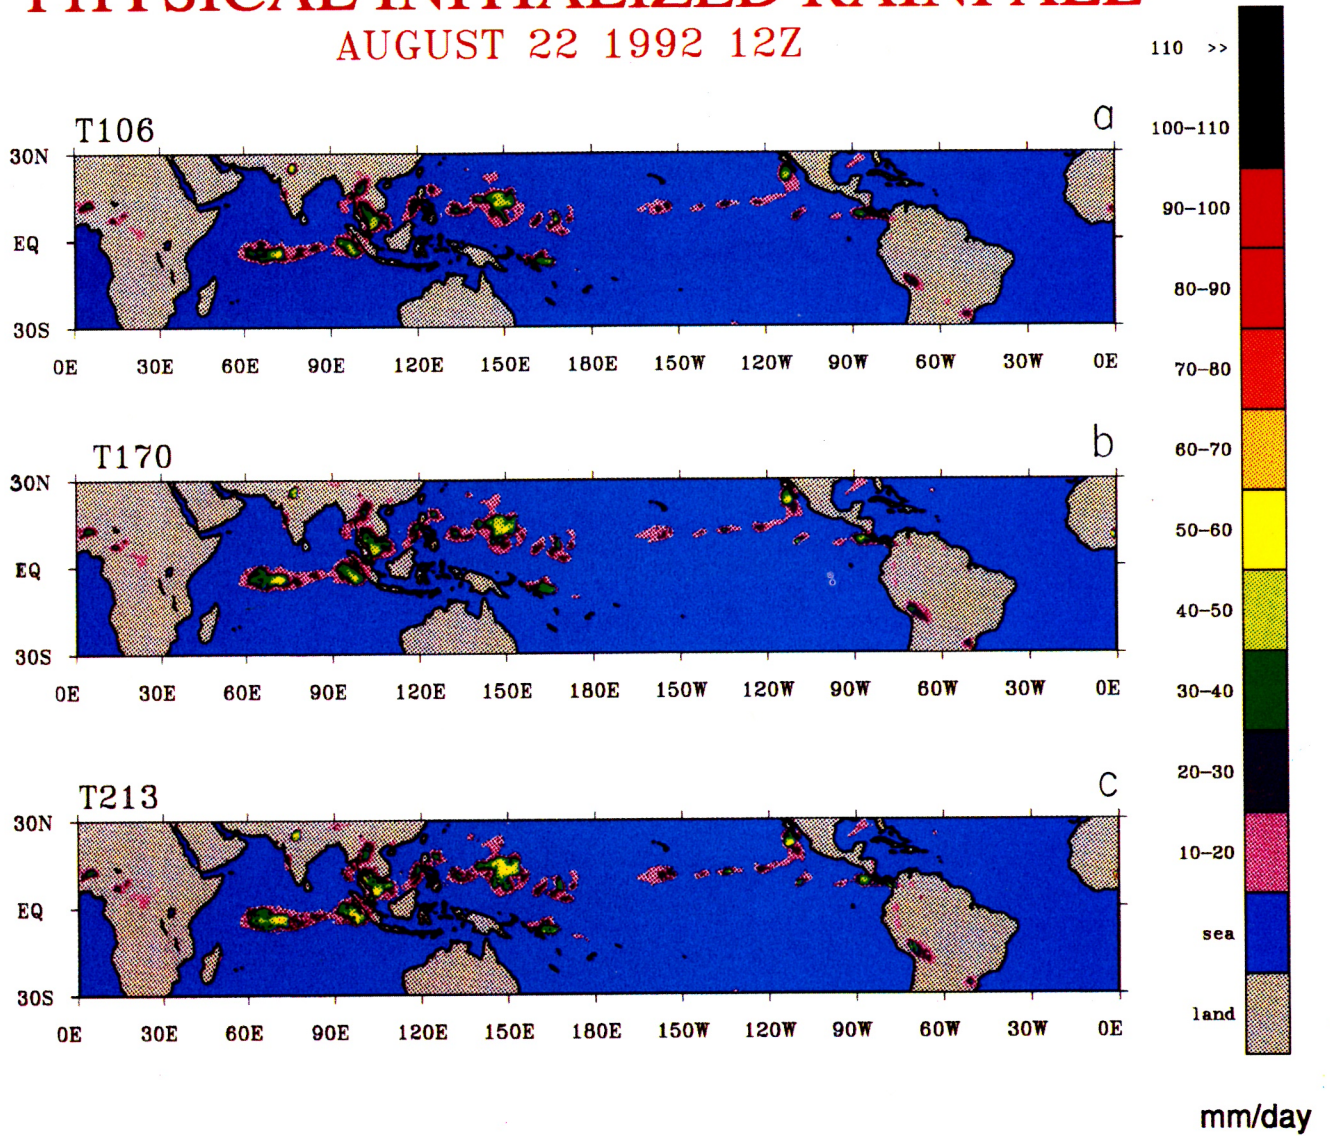 PHYSICAL INITIALIZED RAINFALL
AUGUST 22 1992 12Z
T106 a
30N
EQ
30S
0E 30E 60E 90E 120E 150E 180E 150W 120W 90W 60W 30W 0E
T170 b
30N
EQ
30S
0E 30E 60E 90E 120E 150E 180E 150W 120W 90W 60W 30W 0E
T213 c
30N
EQ
30S
0E 30E 60E 90E 120E 150E 180E 150W 120W 90W 60W 30W 0E
110 >>
100-110
90-100
80-90
70-80
60-70
50-60
40-50
30-40
20-30
10-20
sea
land
mm/day